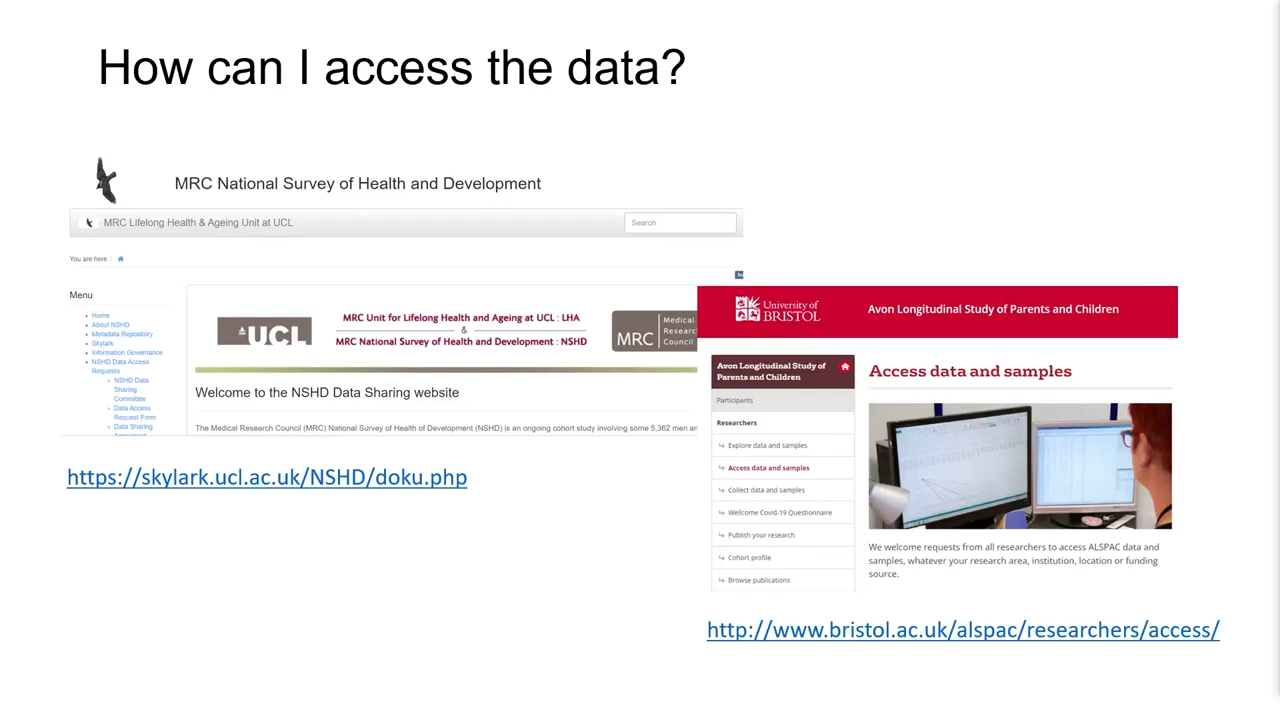 How can I access the data?
MRC National Survey of Health and Development
MRC Lifelong Health & Ageing Unit at UCL
Search
You are here /
Menu
Home
About NSHD
Metadata Repository
Skylark
Information Governance
NSHD Data Access
Requests
NSHD Data
Sharing
Committee
Data Access
Request Form
Data Sharing
UCL
MRC Unit for Lifelong Health and Ageing at UCL : LHA
&
MRC National Survey of Health and Development : NSHD
MRC
Medical
Researc
Council
Welcome to the NSHD Data Sharing website
The Medical Research Council (MRC) National Survey of Health of Development (NSHD) is an ongoing cohort study involving some 5,362 men an
https://skylark.ucl.ac.uk/NSHD/doku.php
University of
BRISTOL
Avon Longitudinal Study of Parents and Children
Avon Longitudinal Study of
Parents and Children
Participants
Researchers
Explore data and samples
Access data and samples
Collect data and samples
Wellcome Covid-19 Questionnaire
Publish your research
Cohort profile
Browse publications
Access data and samples
We welcome requests from all researchers to access ALSPAC data and
samples, whatever your research area, institution, location or funding
source.
http://www.bristol.ac.uk/alspac/researchers/access/